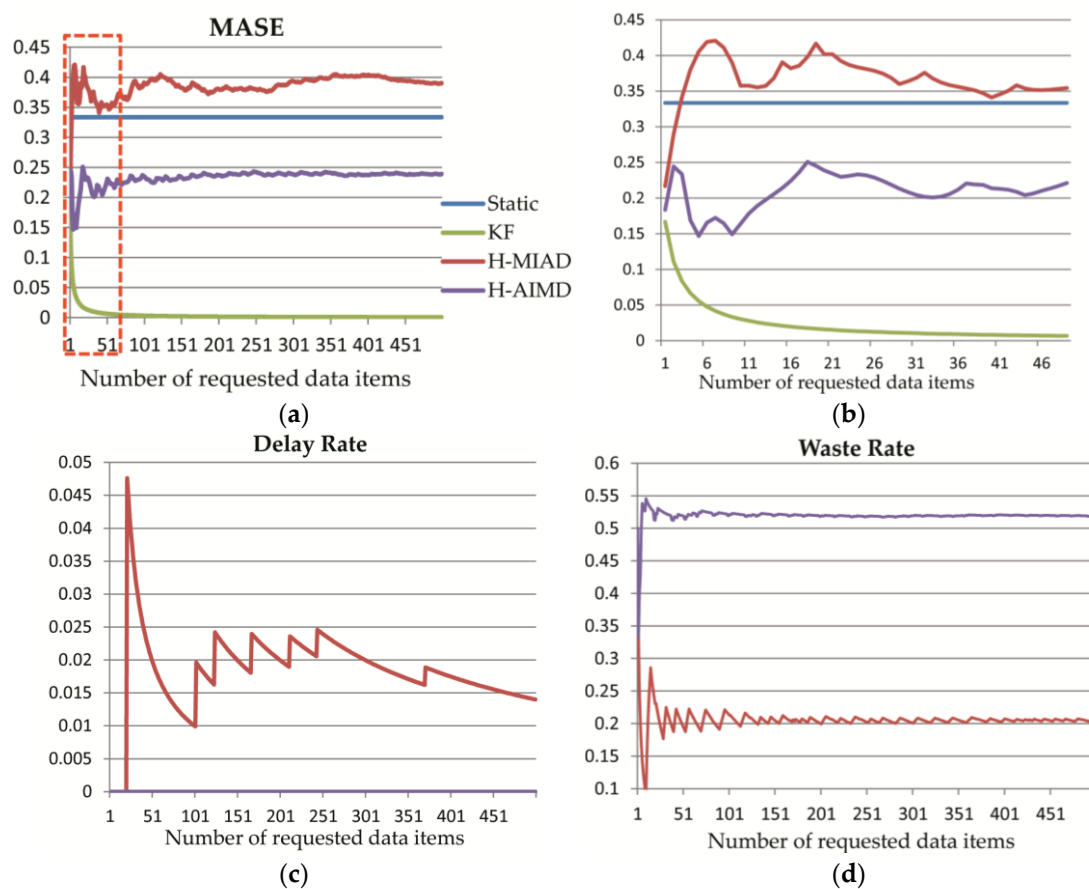 MASE
0.45
0.4
0.35
0.3
0.25
0.2
0.15
0.1
0.05
0
1 51 101 151 201 251 301 351 401 451
Number of requested data items
Static
KF
H-MIAD
H-AIMD
(a)
0.45
0.4
0.35
0.3
0.25
0.2
0.15
0.1
0.05
0
1 6 11 16 21 26 31 36 41 46
Number of requested data items
(b)
Delay Rate
0.05
0.045
0.04
0.035
0.03
0.025
0.02
0.015
0.01
0.005
0
1 51 101 151 201 251 301 351 401 451
Number of requested data items
(c)
Waste Rate
0.6
0.55
0.5
0.45
0.4
0.35
0.3
0.25
0.2
0.15
0.1
1 51 101 151 201 251 301 351 401 451
Number of requested data items
(d)